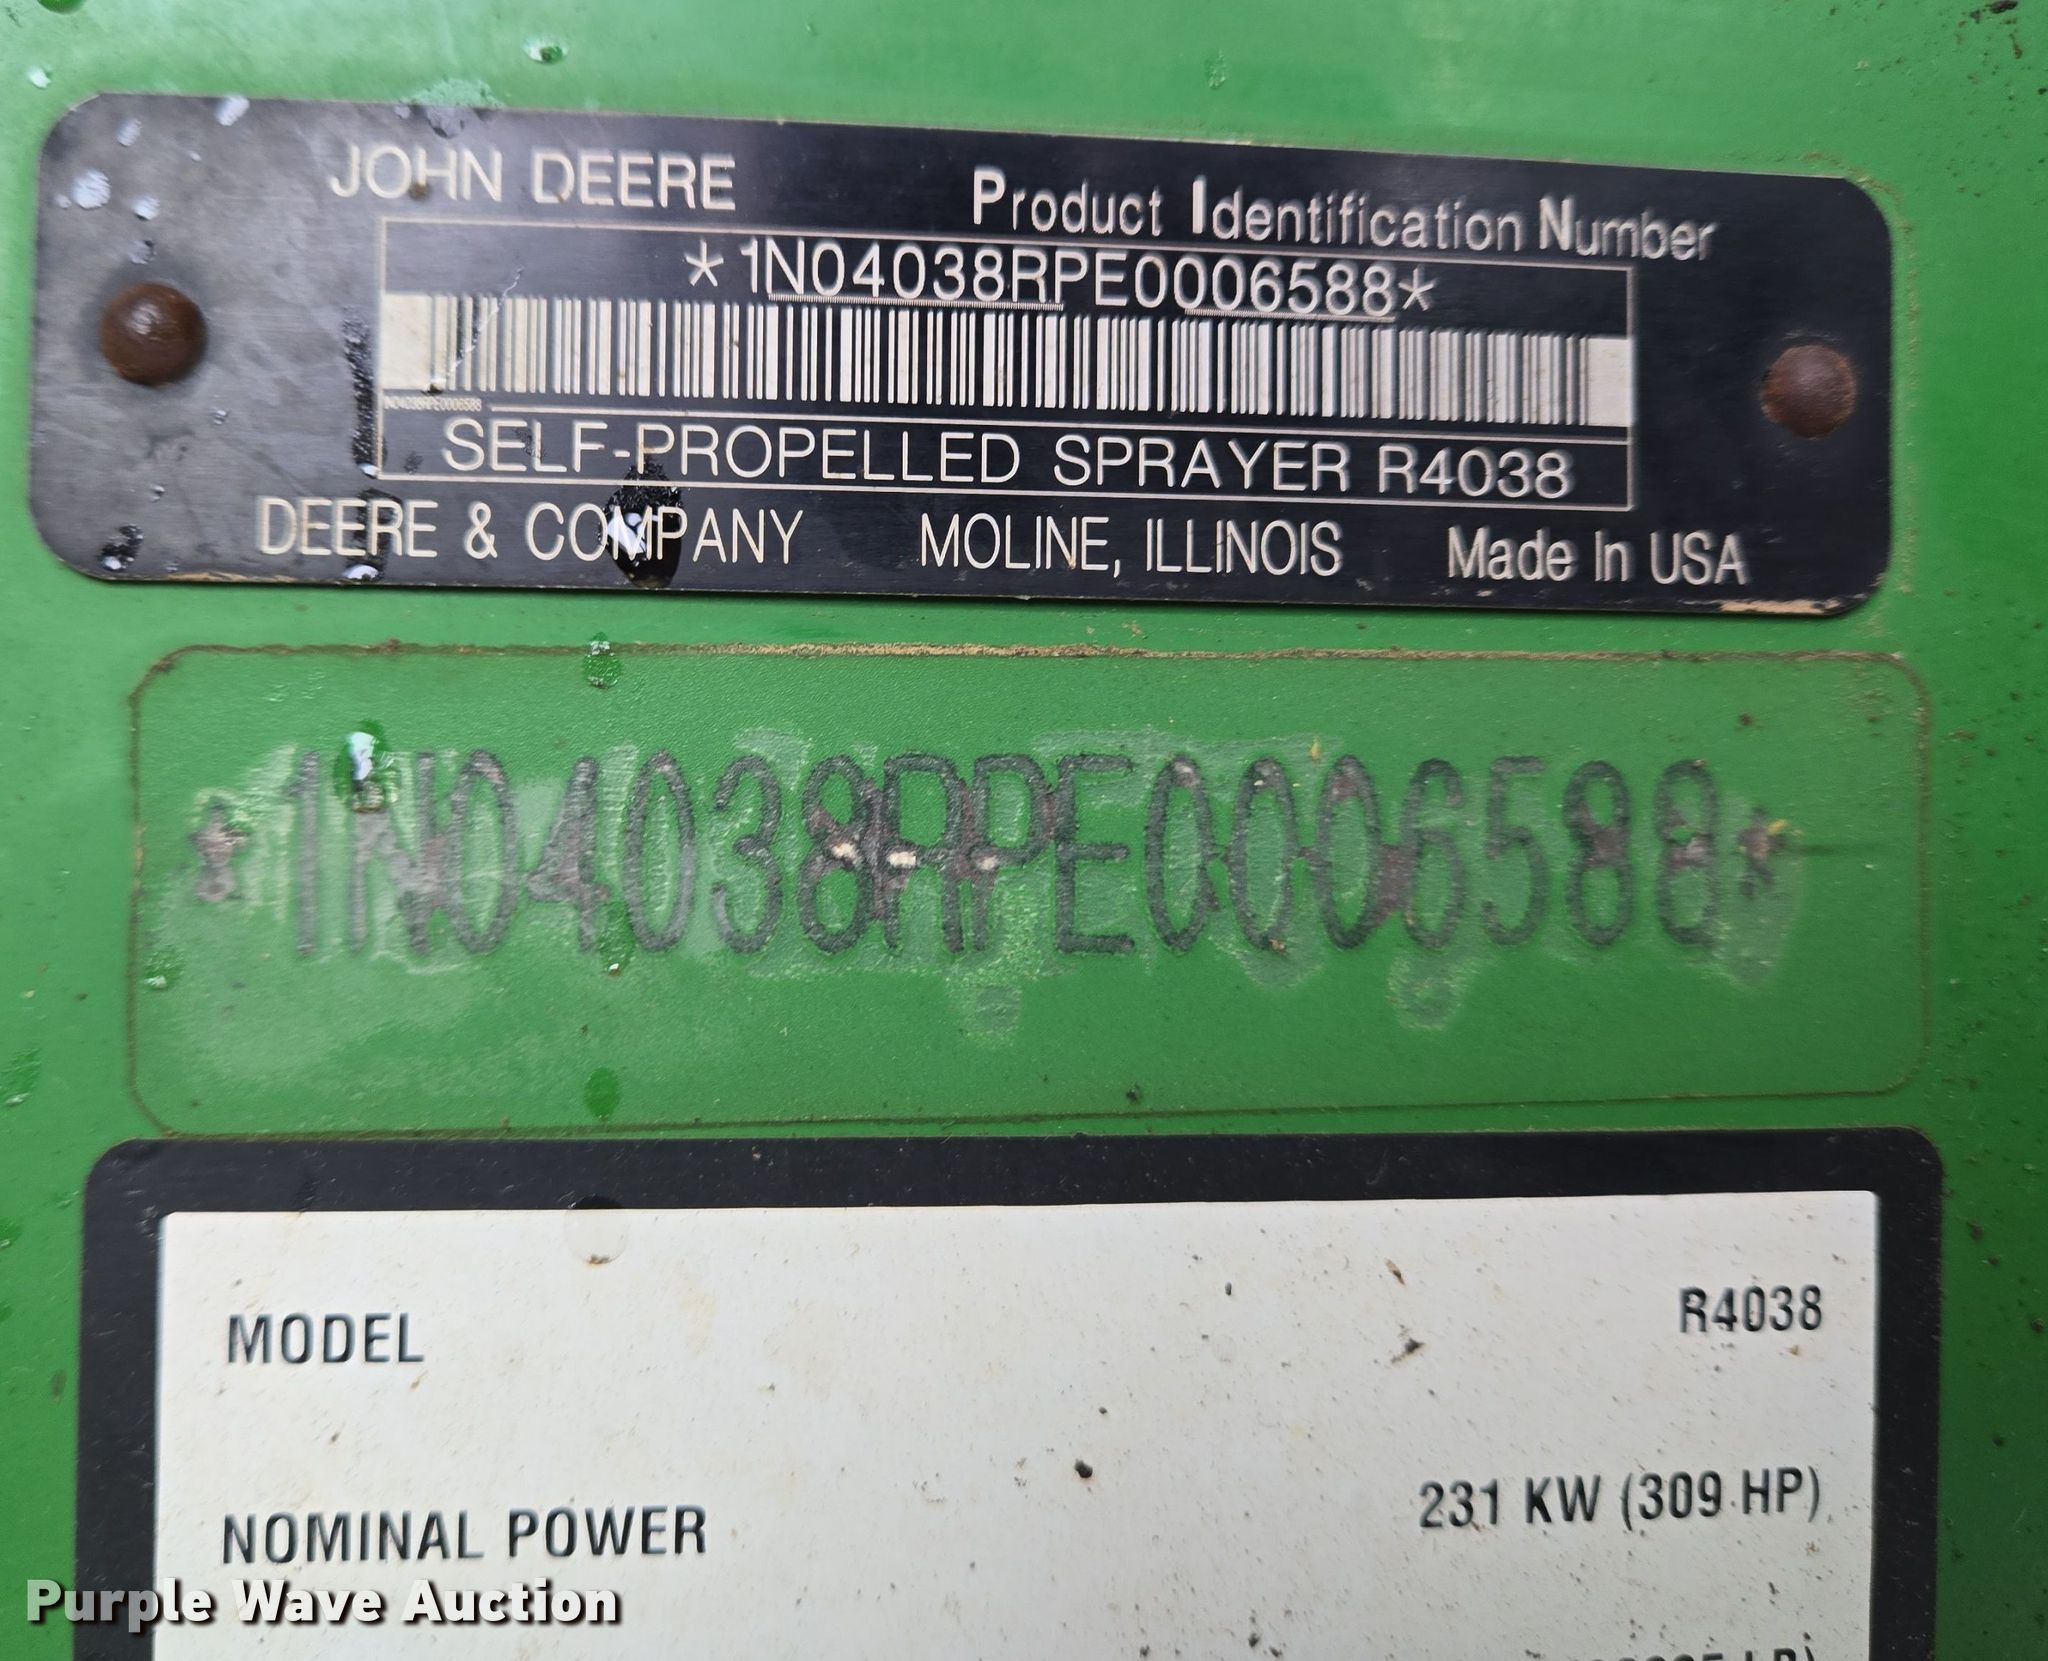 JOHN DEERE
Product Identification Number
*1N04038RPE0006588*
1N04038RPE0006588
SELF-PROPELLED SPRAYER R4038
DEERE & COMPANY MOLINE, ILLINOIS Made In USA
*1N04038RPE0006588*
MODEL R4038
NOMINAL POWER 231 KW (309 HP)
Purple Wave Auction